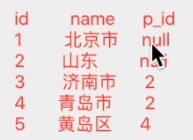 id name p_id
1 北京市 null
2 山东
3 济南市 2
4 青岛市 2
5 黄岛区 4